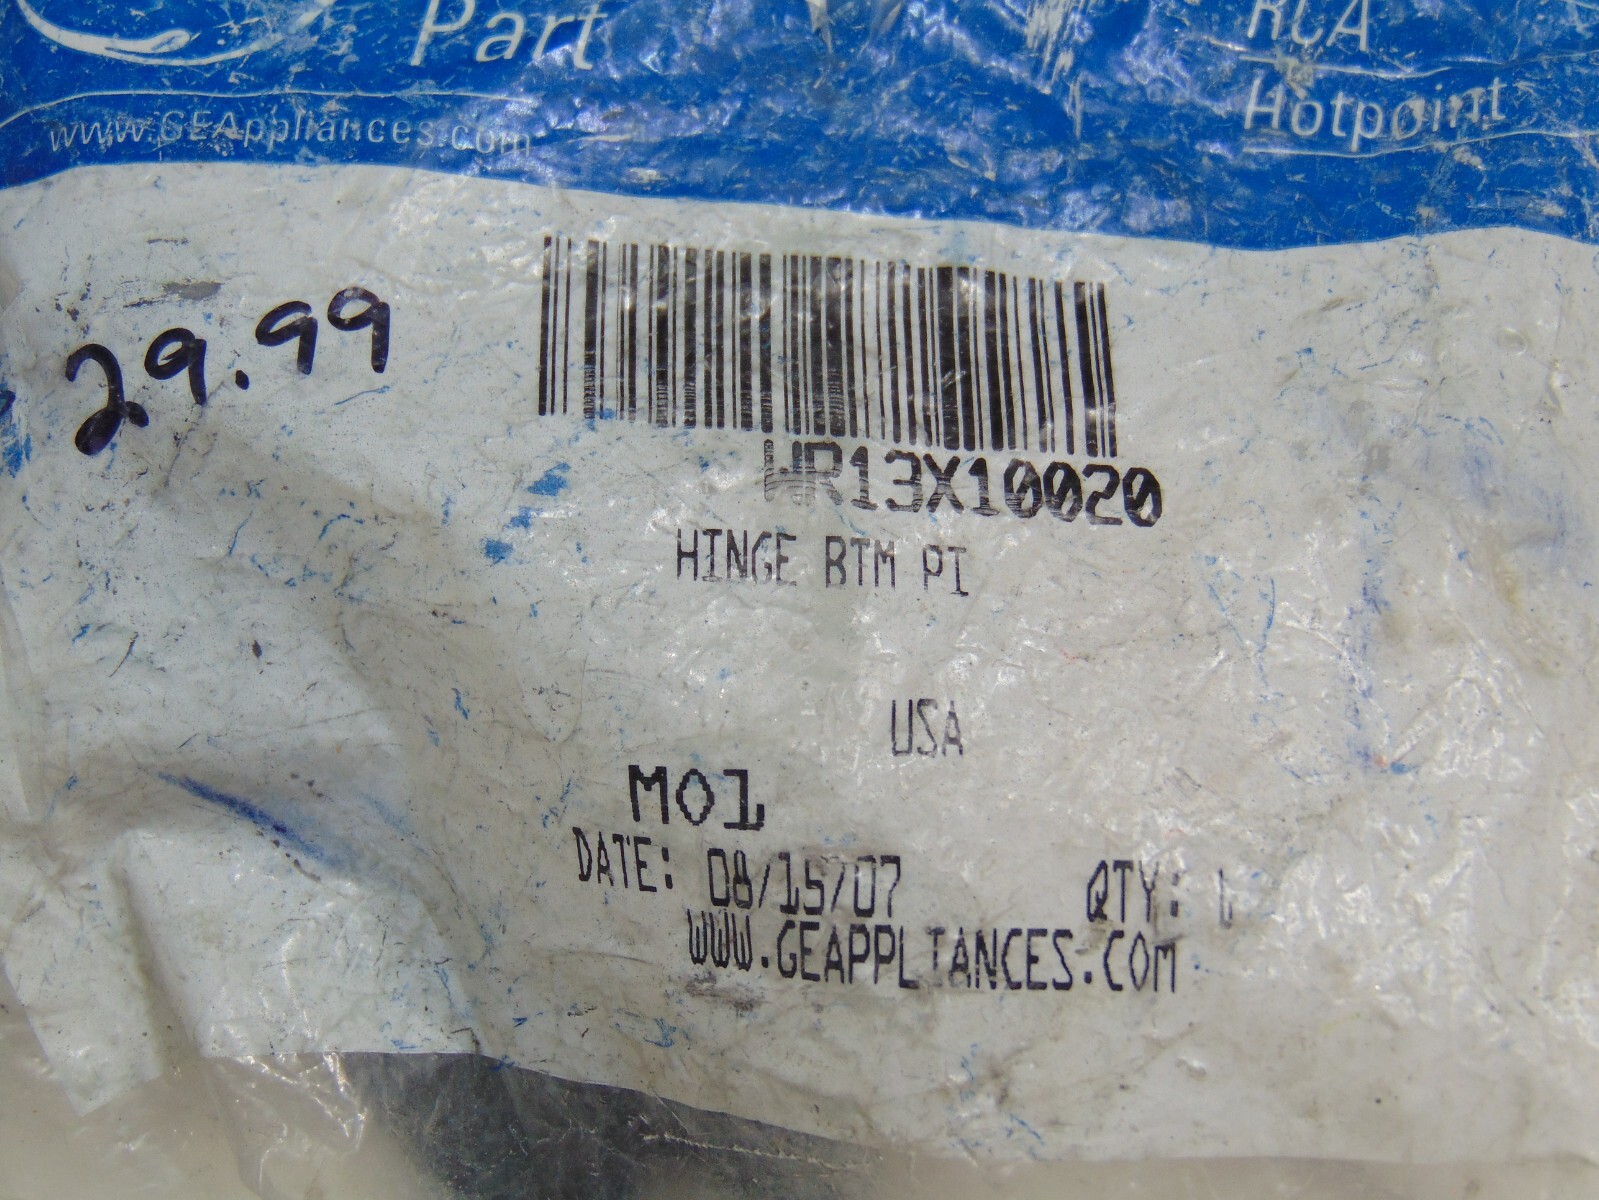 Part
RCA
www.GEAppliances.com
Hotpoint
29.99
WR13X10020
HINGE BTM PI
USA
M01
DATE: 08/15/07 QTY:
WWW.GEAPPLIANCES.COM